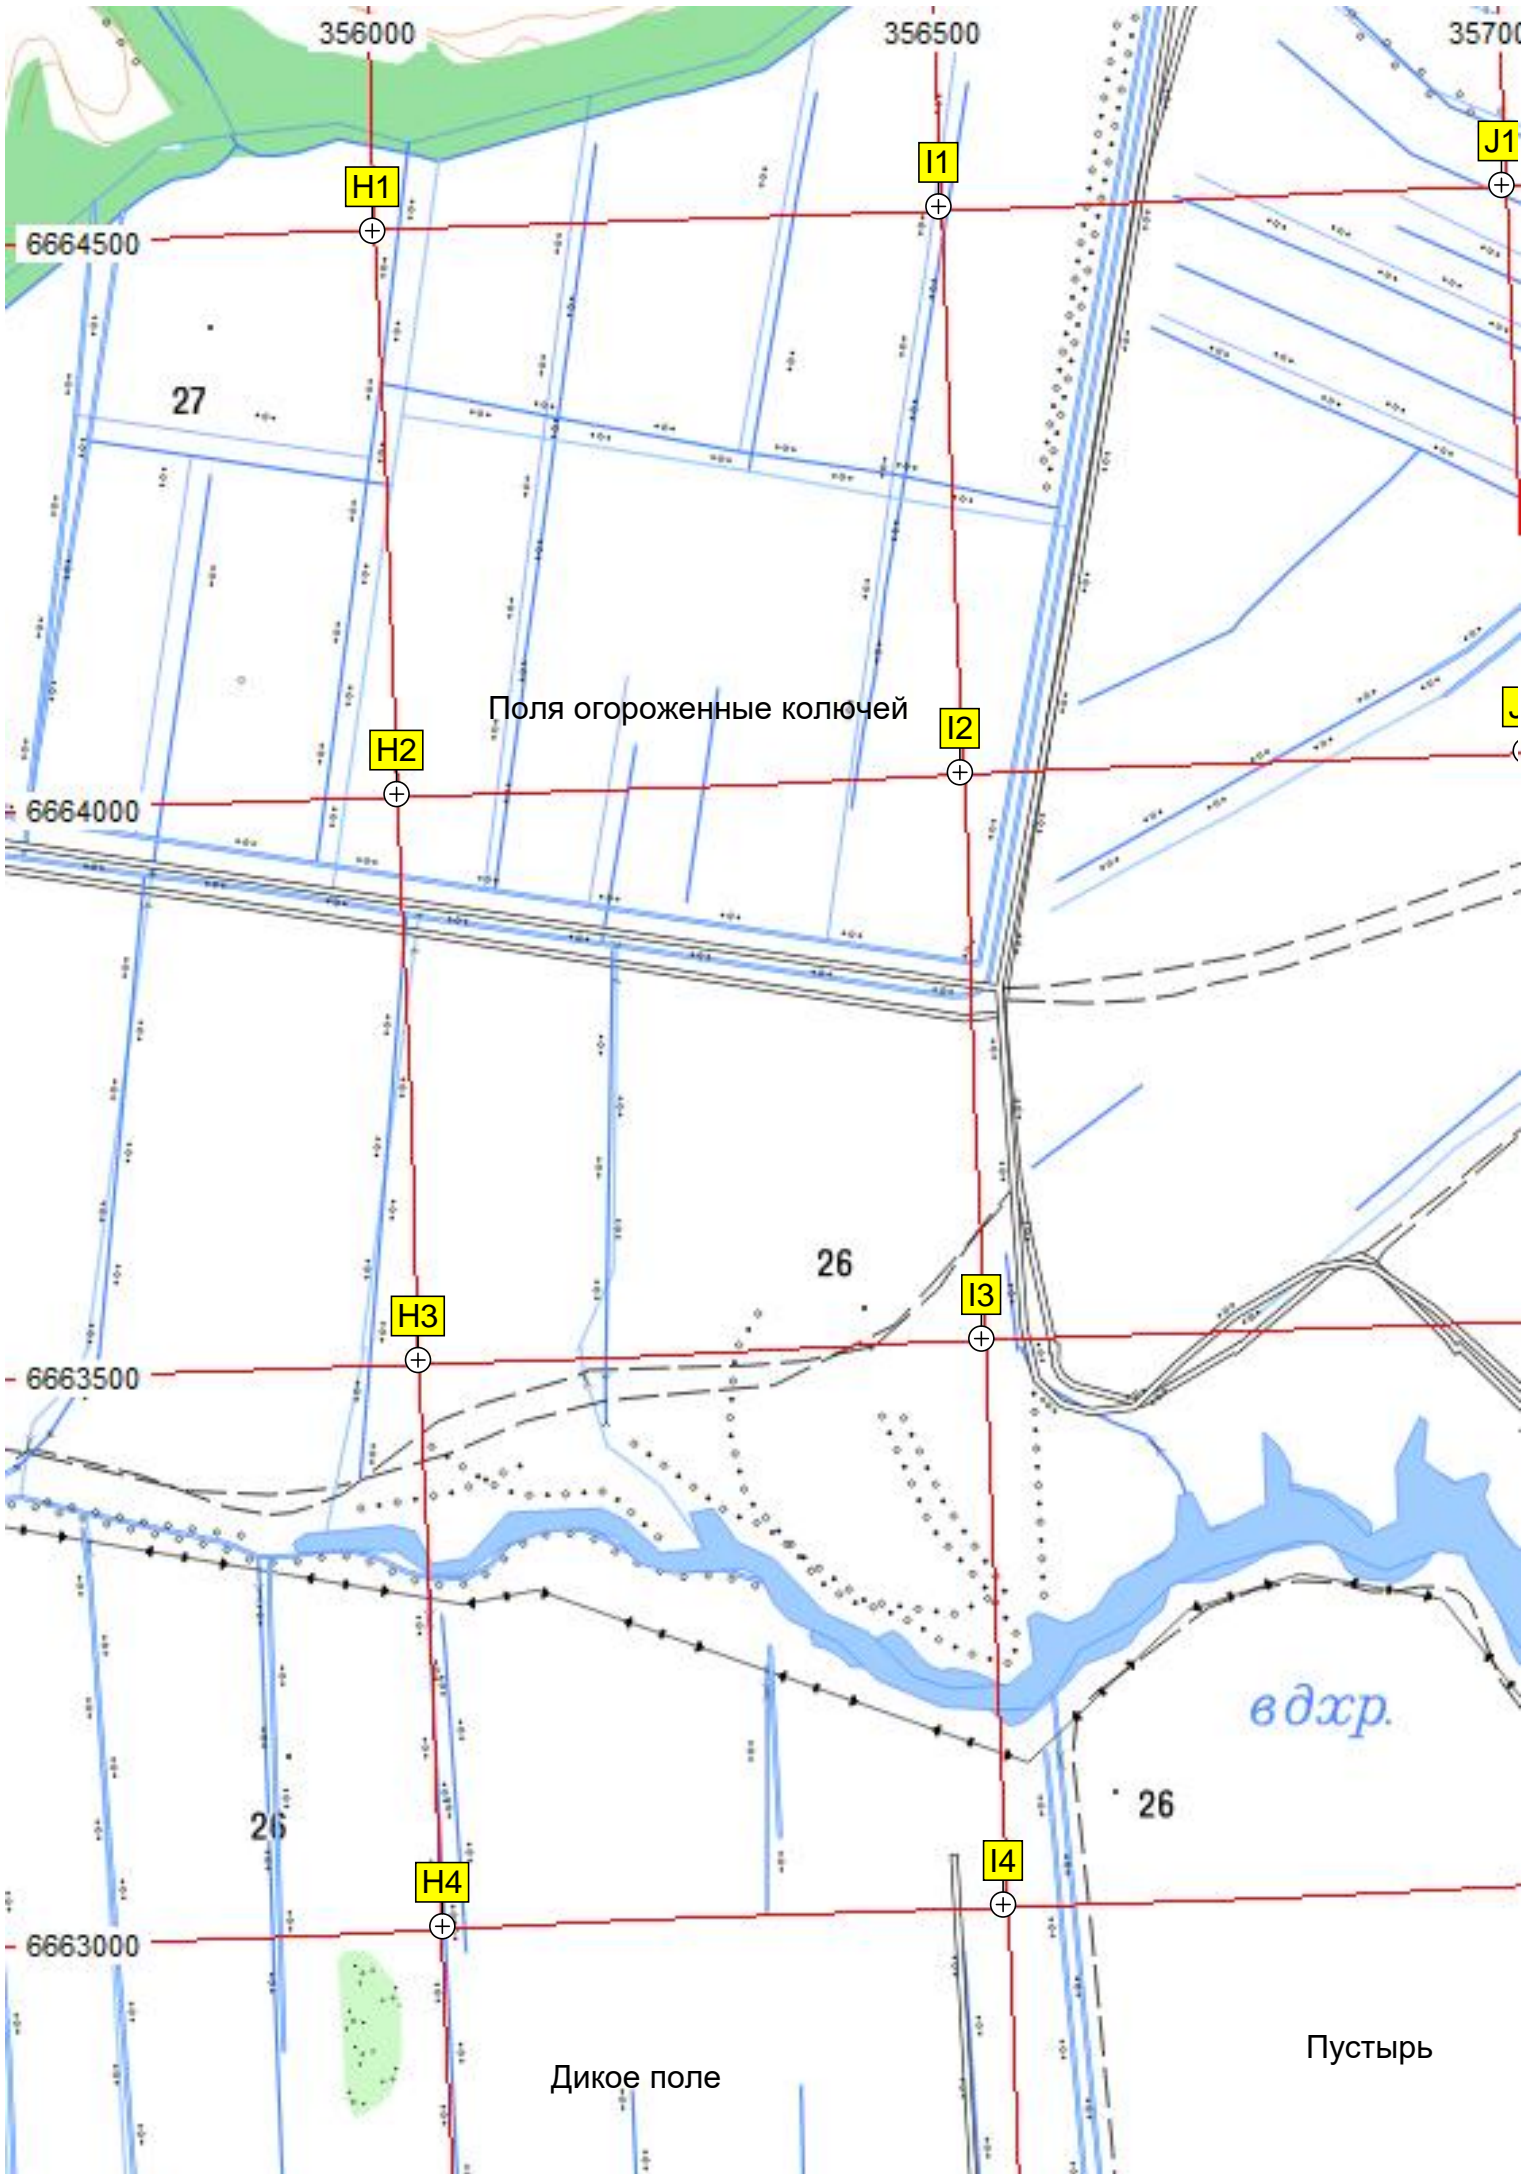 356000
356500
35700
J1
I1
H1
6664500
27
Поля огороженные колючей
I2
H2
J
6664000
26
I3
H3
6663500
вдхр.
26
26
I4
H4
6663000
Пустырь
Дикое поле